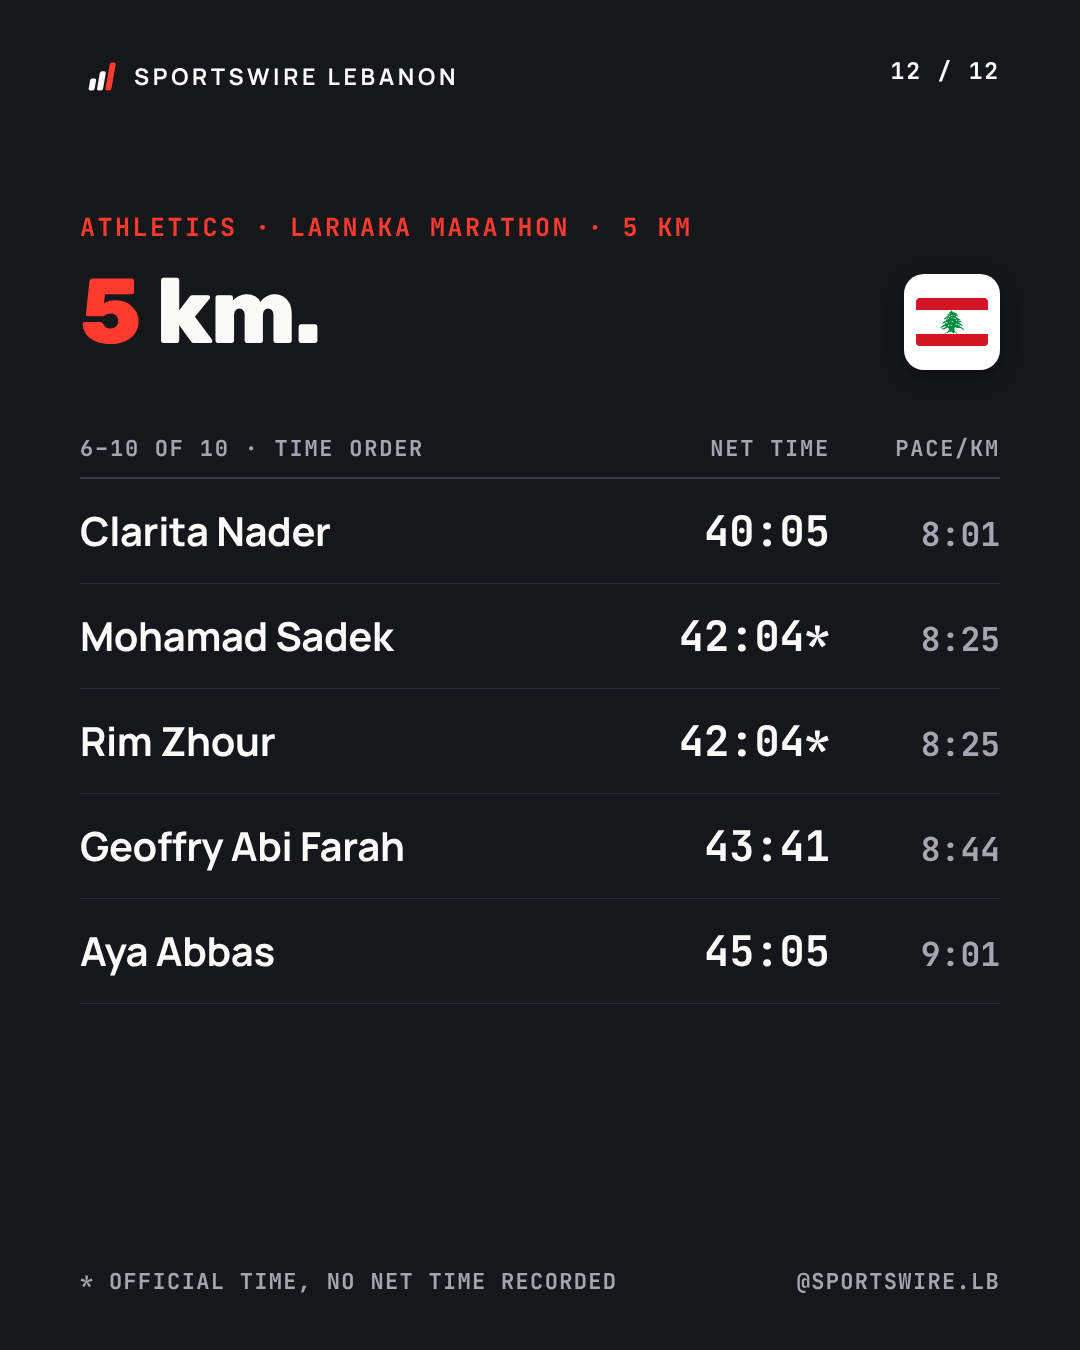 SPORTSWIRE LEBANON
12 / 12
ATHLETICS · LARNAKA MARATHON · 5 KM
5 km.
6–10 OF 10 · TIME ORDER NET TIME PACE/KM
Clarita Nader 40:05 8:01
Mohamad Sadek 42:04* 8:25
Rim Zhour 42:04* 8:25
Geoffry Abi Farah 43:41 8:44
Aya Abbas 45:05 9:01
* OFFICIAL TIME, NO NET TIME RECORDED
@SPORTSWIRE.LB